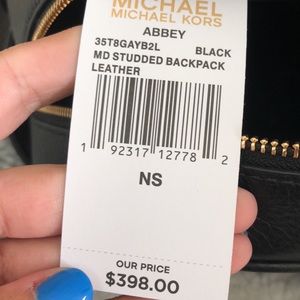 MICHAEL
MICHAEL KORS
ABBEY
35T8GAYB2L BLACK
MD STUDDED BACKPACK
LEATHER
1 92317 12778 2
NS
OUR PRICE
$398.00